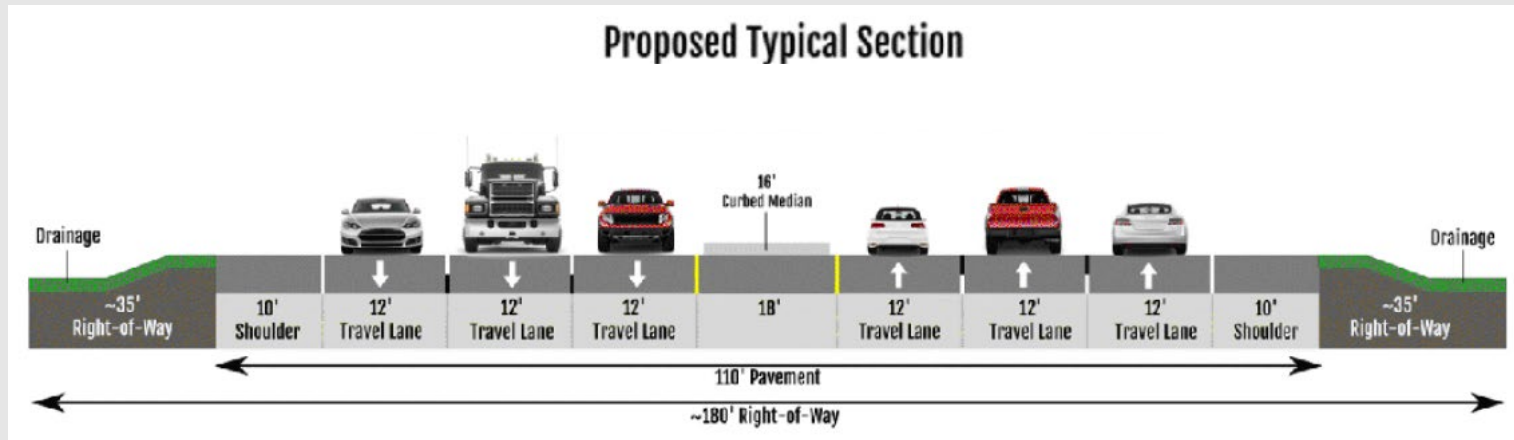 Proposed Typical Section
16'
Curbed Median
Drainage
Drainage
~35'
Right-of-Way
10'
Shoulder
12'
Travel Lane
12'
Travel Lane
12'
Travel Lane
18'
12'
Travel Lane
12'
Travel Lane
12'
Travel Lane
10'
Shoulder
~35'
Right-of-Way
110' Pavement
~180' Right-of-Way